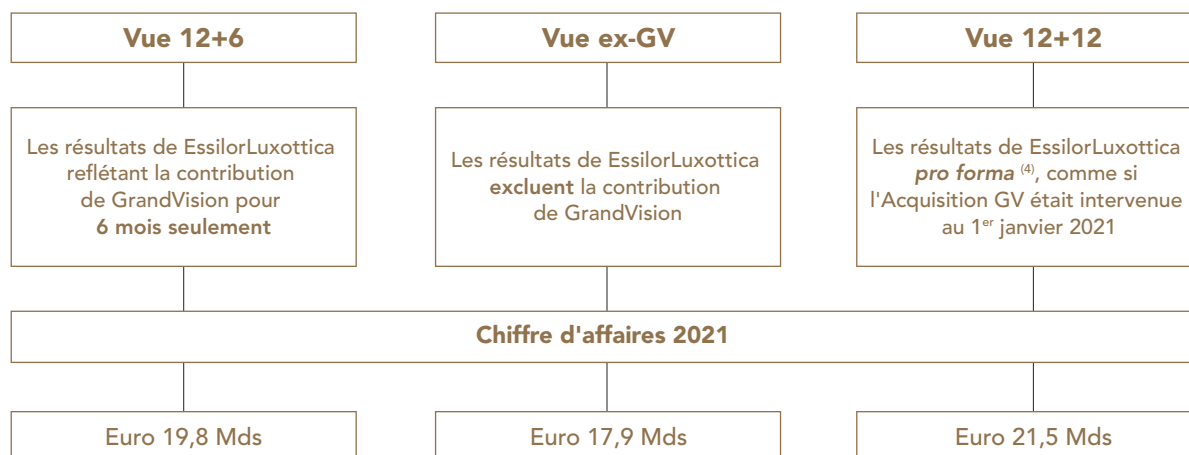 Vue 12+6
Vue ex-GV
Vue 12+12
Les résultats de EssilorLuxottica
reflétant la contribution
de GrandVision pour
6 mois seulement
Les résultats de EssilorLuxottica
excluent la contribution
de GrandVision
Les résultats de EssilorLuxottica
pro forma (4), comme si
l'Acquisition GV était intervenue
au 1er janvier 2021
Chiffre d'affaires 2021
Euro 19,8 Mds
Euro 17,9 Mds
Euro 21,5 Mds